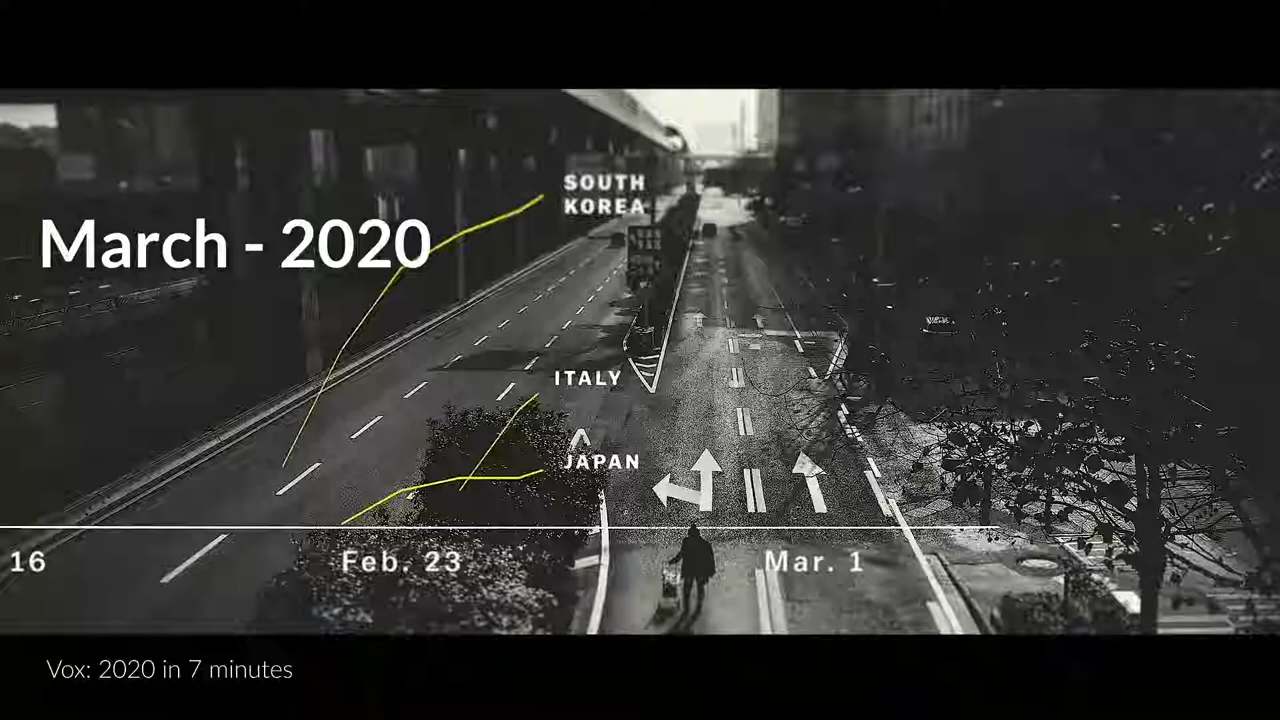 SOUTH
KOREA
March - 2020
ITALY
JAPAN
16
Feb. 23
Mar. 1
Vox: 2020 in 7 minutes